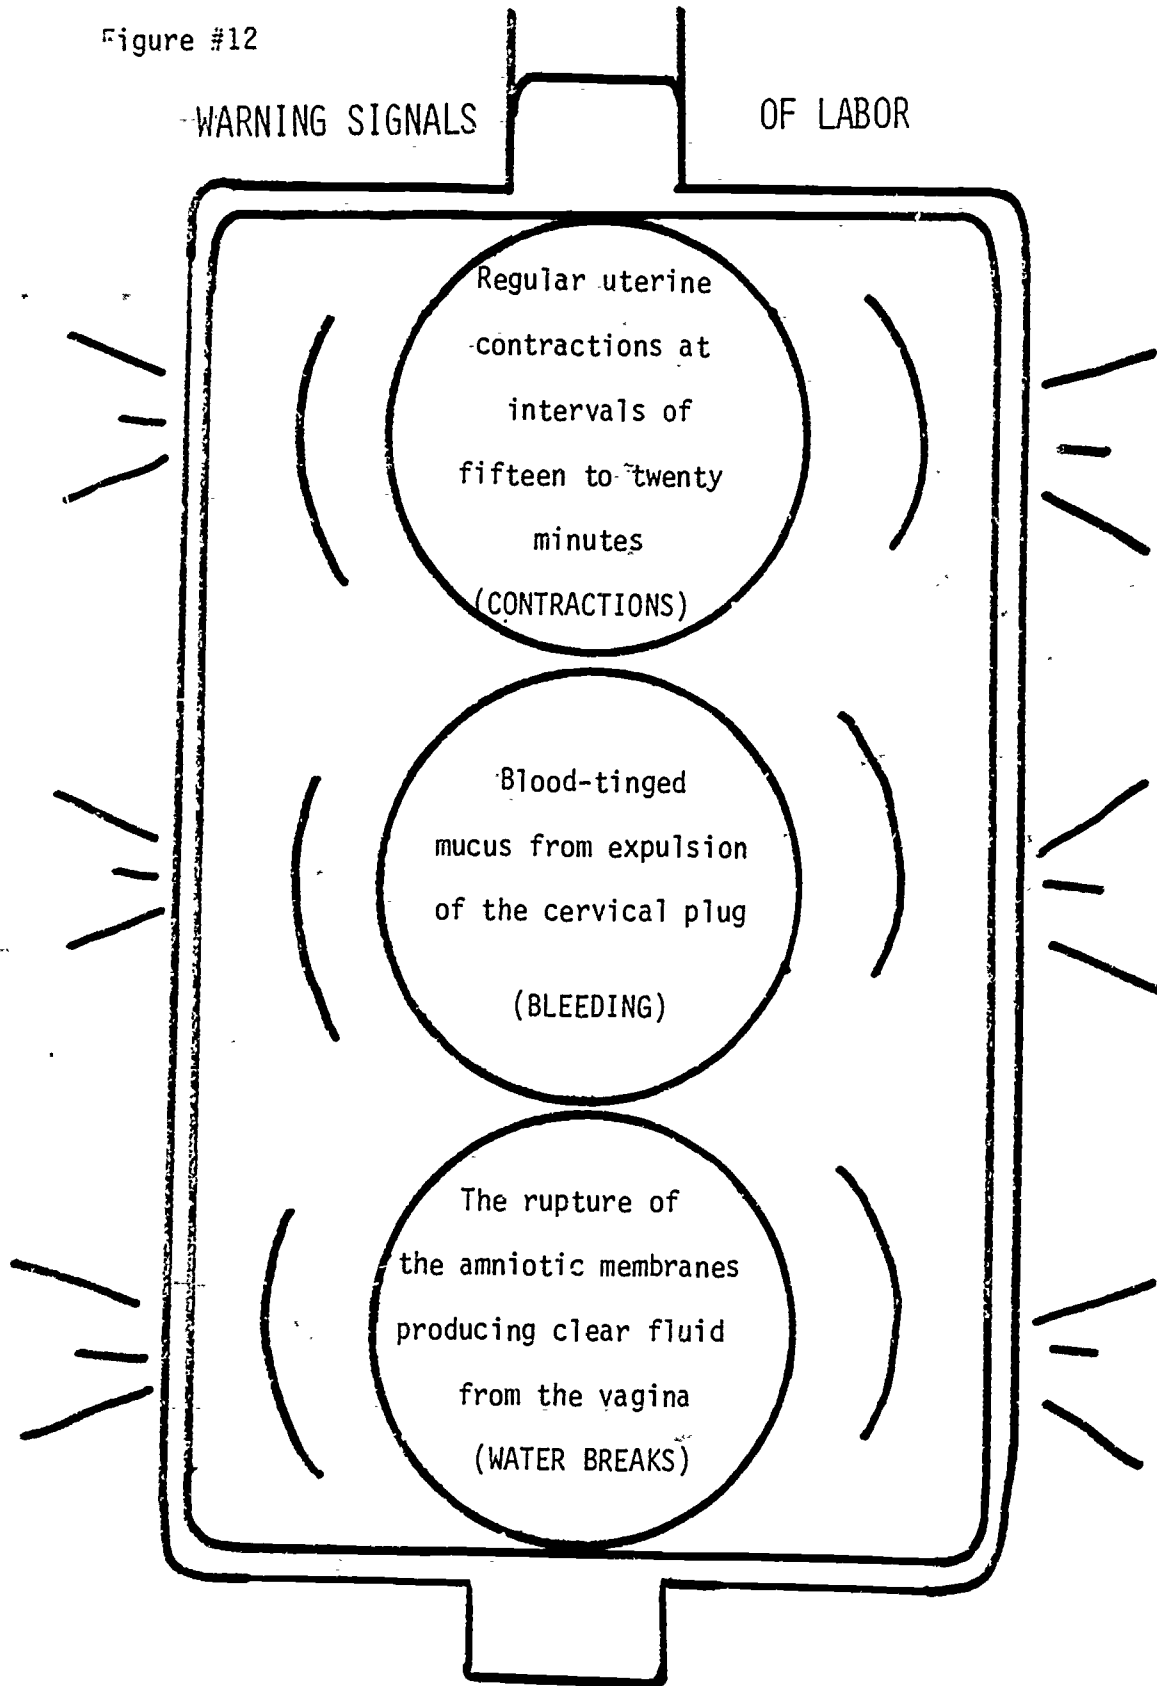 Figure #12
WARNING SIGNALS OF LABOR
Regular uterine
contractions at
intervals of
fifteen to twenty
minutes
(CONTRACTIONS)
Blood-tinged
mucus from expulsion
of the cervical plug
(BLEEDING)
The rupture of
the amniotic membranes
producing clear fluid
from the vagina
(WATER BREAKS)